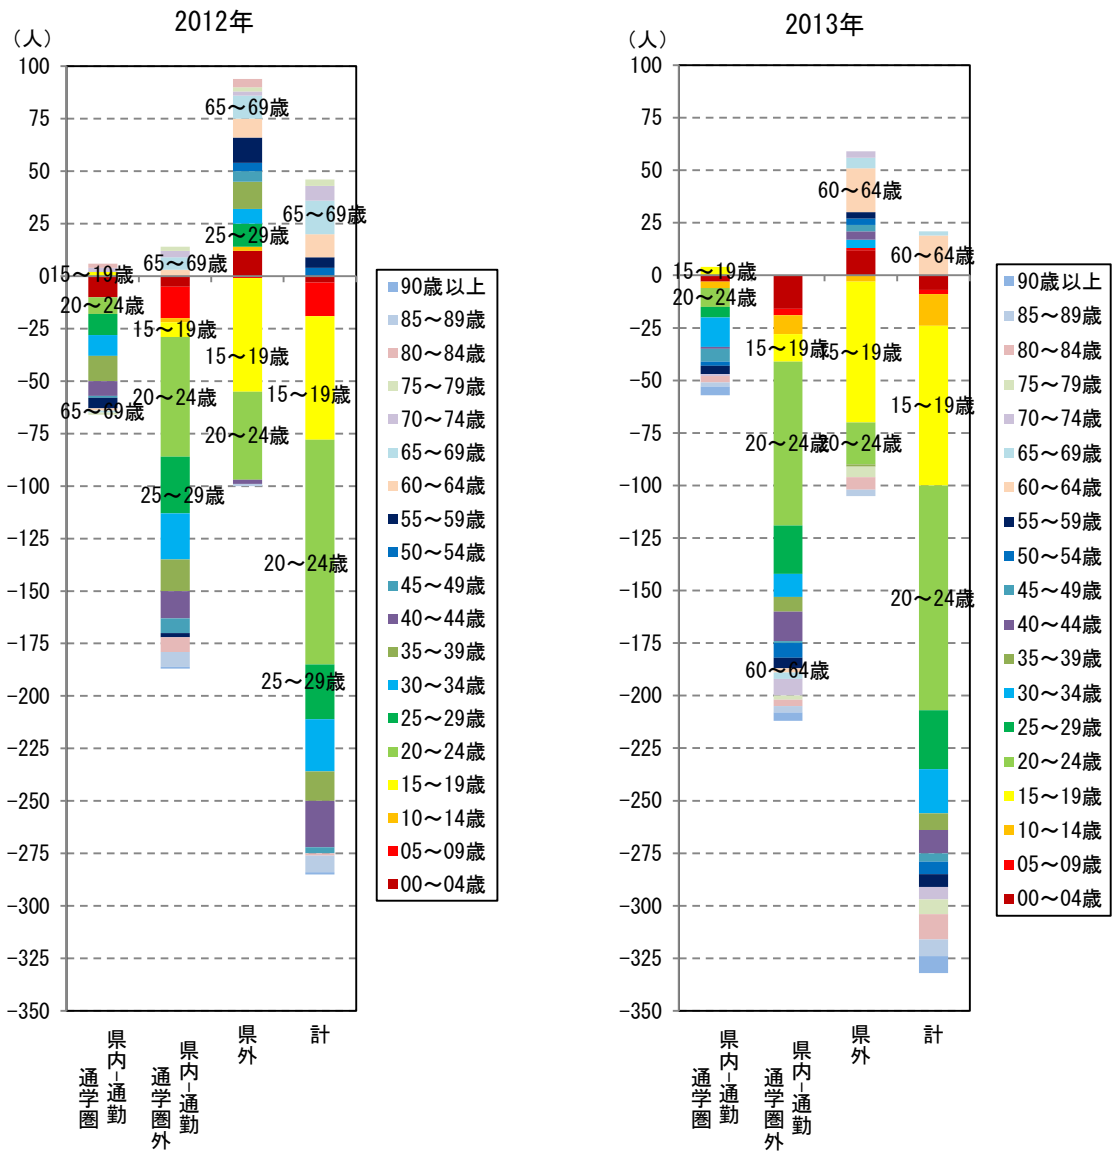 2012年
（人）
100
75
50
25
0
-25
-50
-75
-100
-125
-150
-175
-200
-225
-250
-275
-300
-325
-350
15～19歳
20～24歳
65～69歳
65～69歳
15～19歳
20～24歳
25～29歳
65～69歳
25～29歳
15～19歳
20～24歳
65～69歳
15～19歳
20～24歳
25～29歳
県内-通勤
通学圏
県内-通勤
通学圏外
県外
計
90歳以上
85～89歳
80～84歳
75～79歳
70～74歳
65～69歳
60～64歳
55～59歳
50～54歳
45～49歳
40～44歳
35～39歳
30～34歳
25～29歳
20～24歳
15～19歳
10～14歳
05～09歳
00～04歳
2013年
（人）
100
75
50
25
0
-25
-50
-75
-100
-125
-150
-175
-200
-225
-250
-275
-300
-325
-350
15～19歳
20～24歳
15～19歳
20～24歳
60～64歳
60～64歳
15～19歳
20～24歳
60～64歳
15～19歳
20～24歳
県内-通勤
通学圏
県内-通勤
通学圏外
県外
計
90歳以上
85～89歳
80～84歳
75～79歳
70～74歳
65～69歳
60～64歳
55～59歳
50～54歳
45～49歳
40～44歳
35～39歳
30～34歳
25～29歳
20～24歳
15～19歳
10～14歳
05～09歳
00～04歳